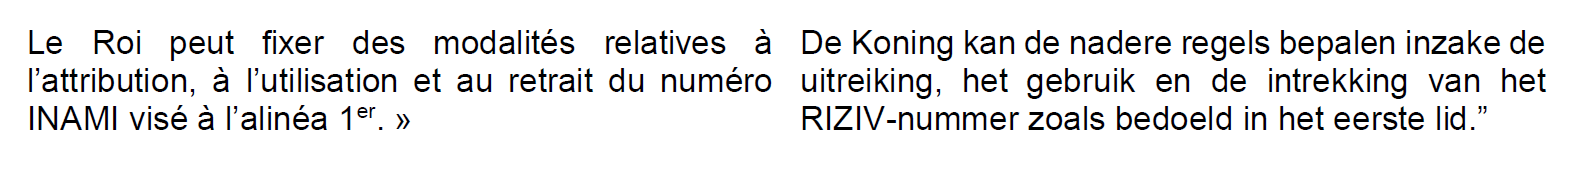 Le Roi peut fixer des modalités relatives à
l’attribution, à l’utilisation et au retrait du numéro
INAMI visé à l’alinéa 1er. »
De Koning kan de nadere regels bepalen inzake de
uitreiking, het gebruik en de intrekking van het
RIZIV-nummer zoals bedoeld in het eerste lid.”